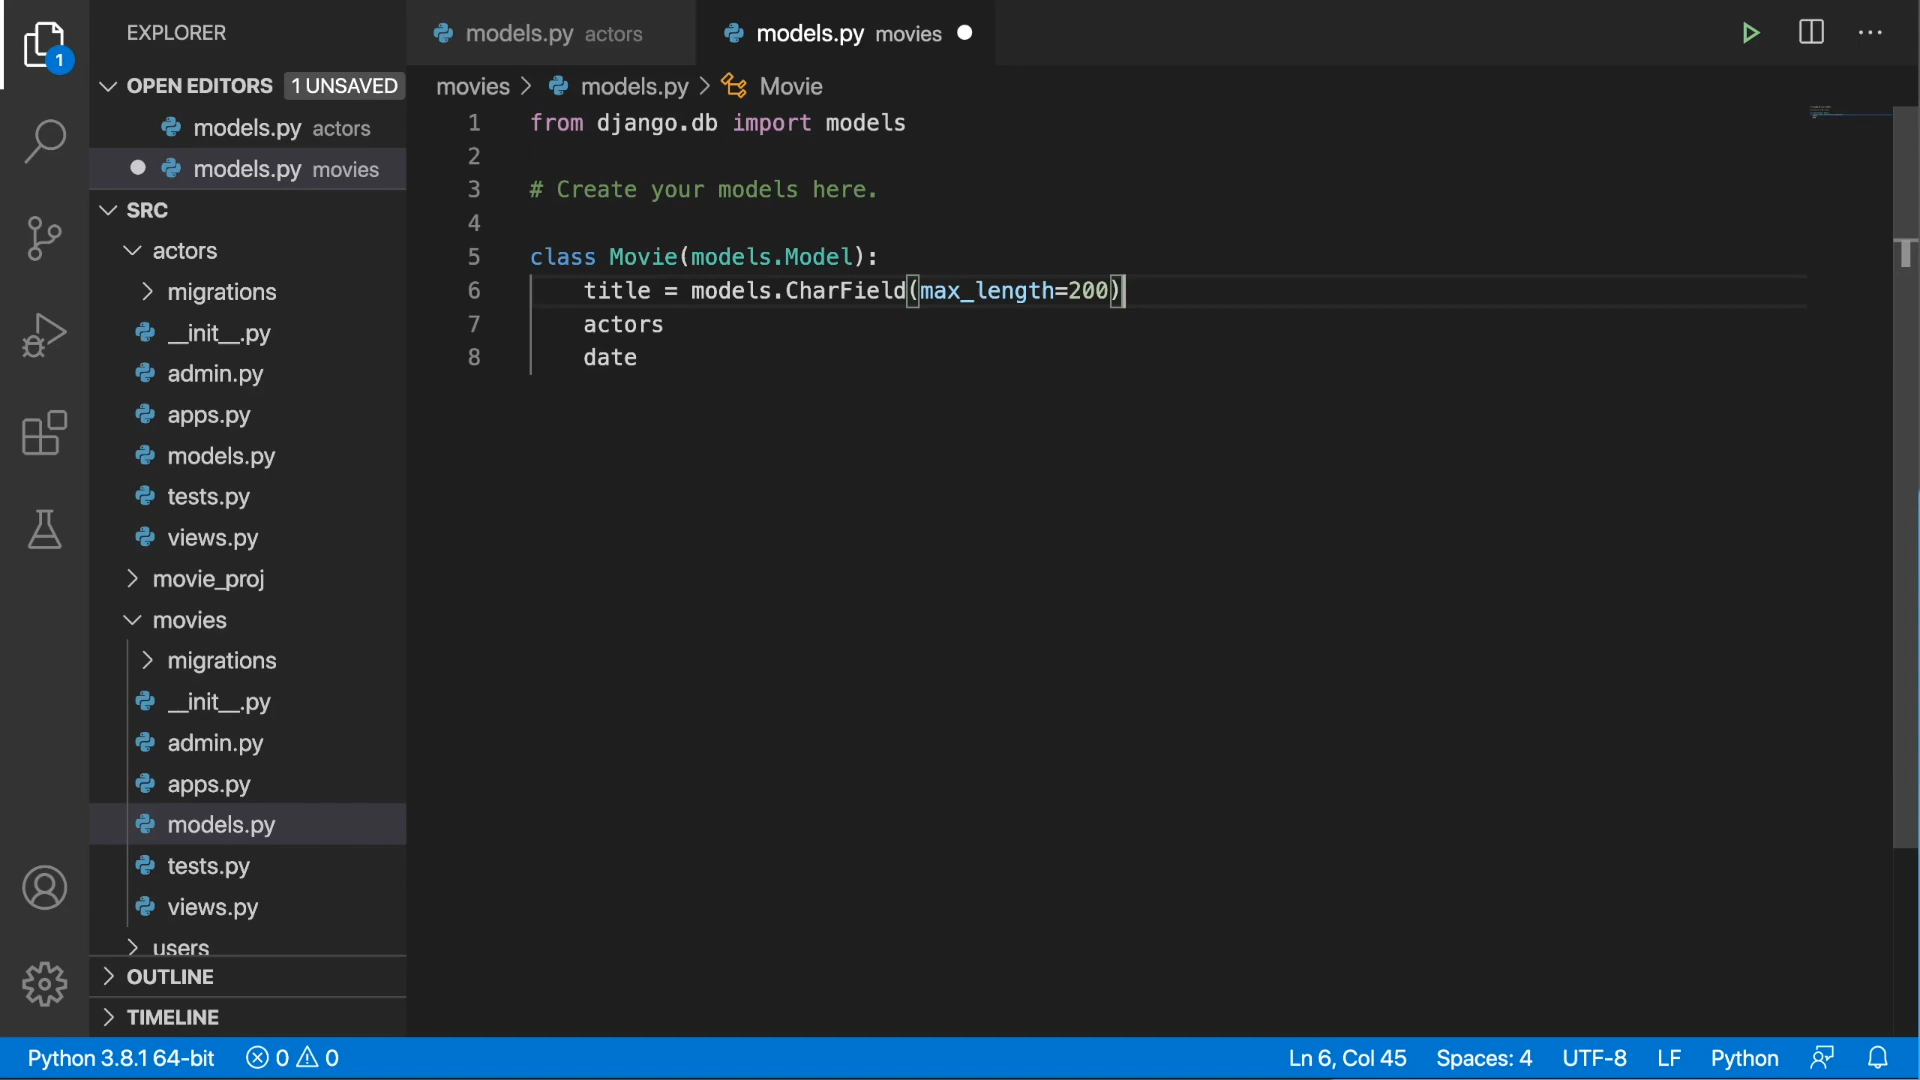 EXPLORER
1
OPEN EDITORS 1 UNSAVED
models.py actors
models.py movies
SRC
actors
migrations
__init__.py
admin.py
apps.py
models.py
tests.py
views.py
movie_proj
movies
migrations
__init__.py
admin.py
apps.py
models.py
tests.py
views.py
users
OUTLINE
TIMELINE
models.py actors
models.py movies
movies > models.py > Movie
1 from django.db import models
2
3 # Create your models here.
4
5 class Movie(models.Model):
6 title = models.CharField(max_length=200)
7 actors
8 date
Python 3.8.1 64-bit 0 0
Ln 6, Col 45 Spaces: 4 UTF-8 LF Python